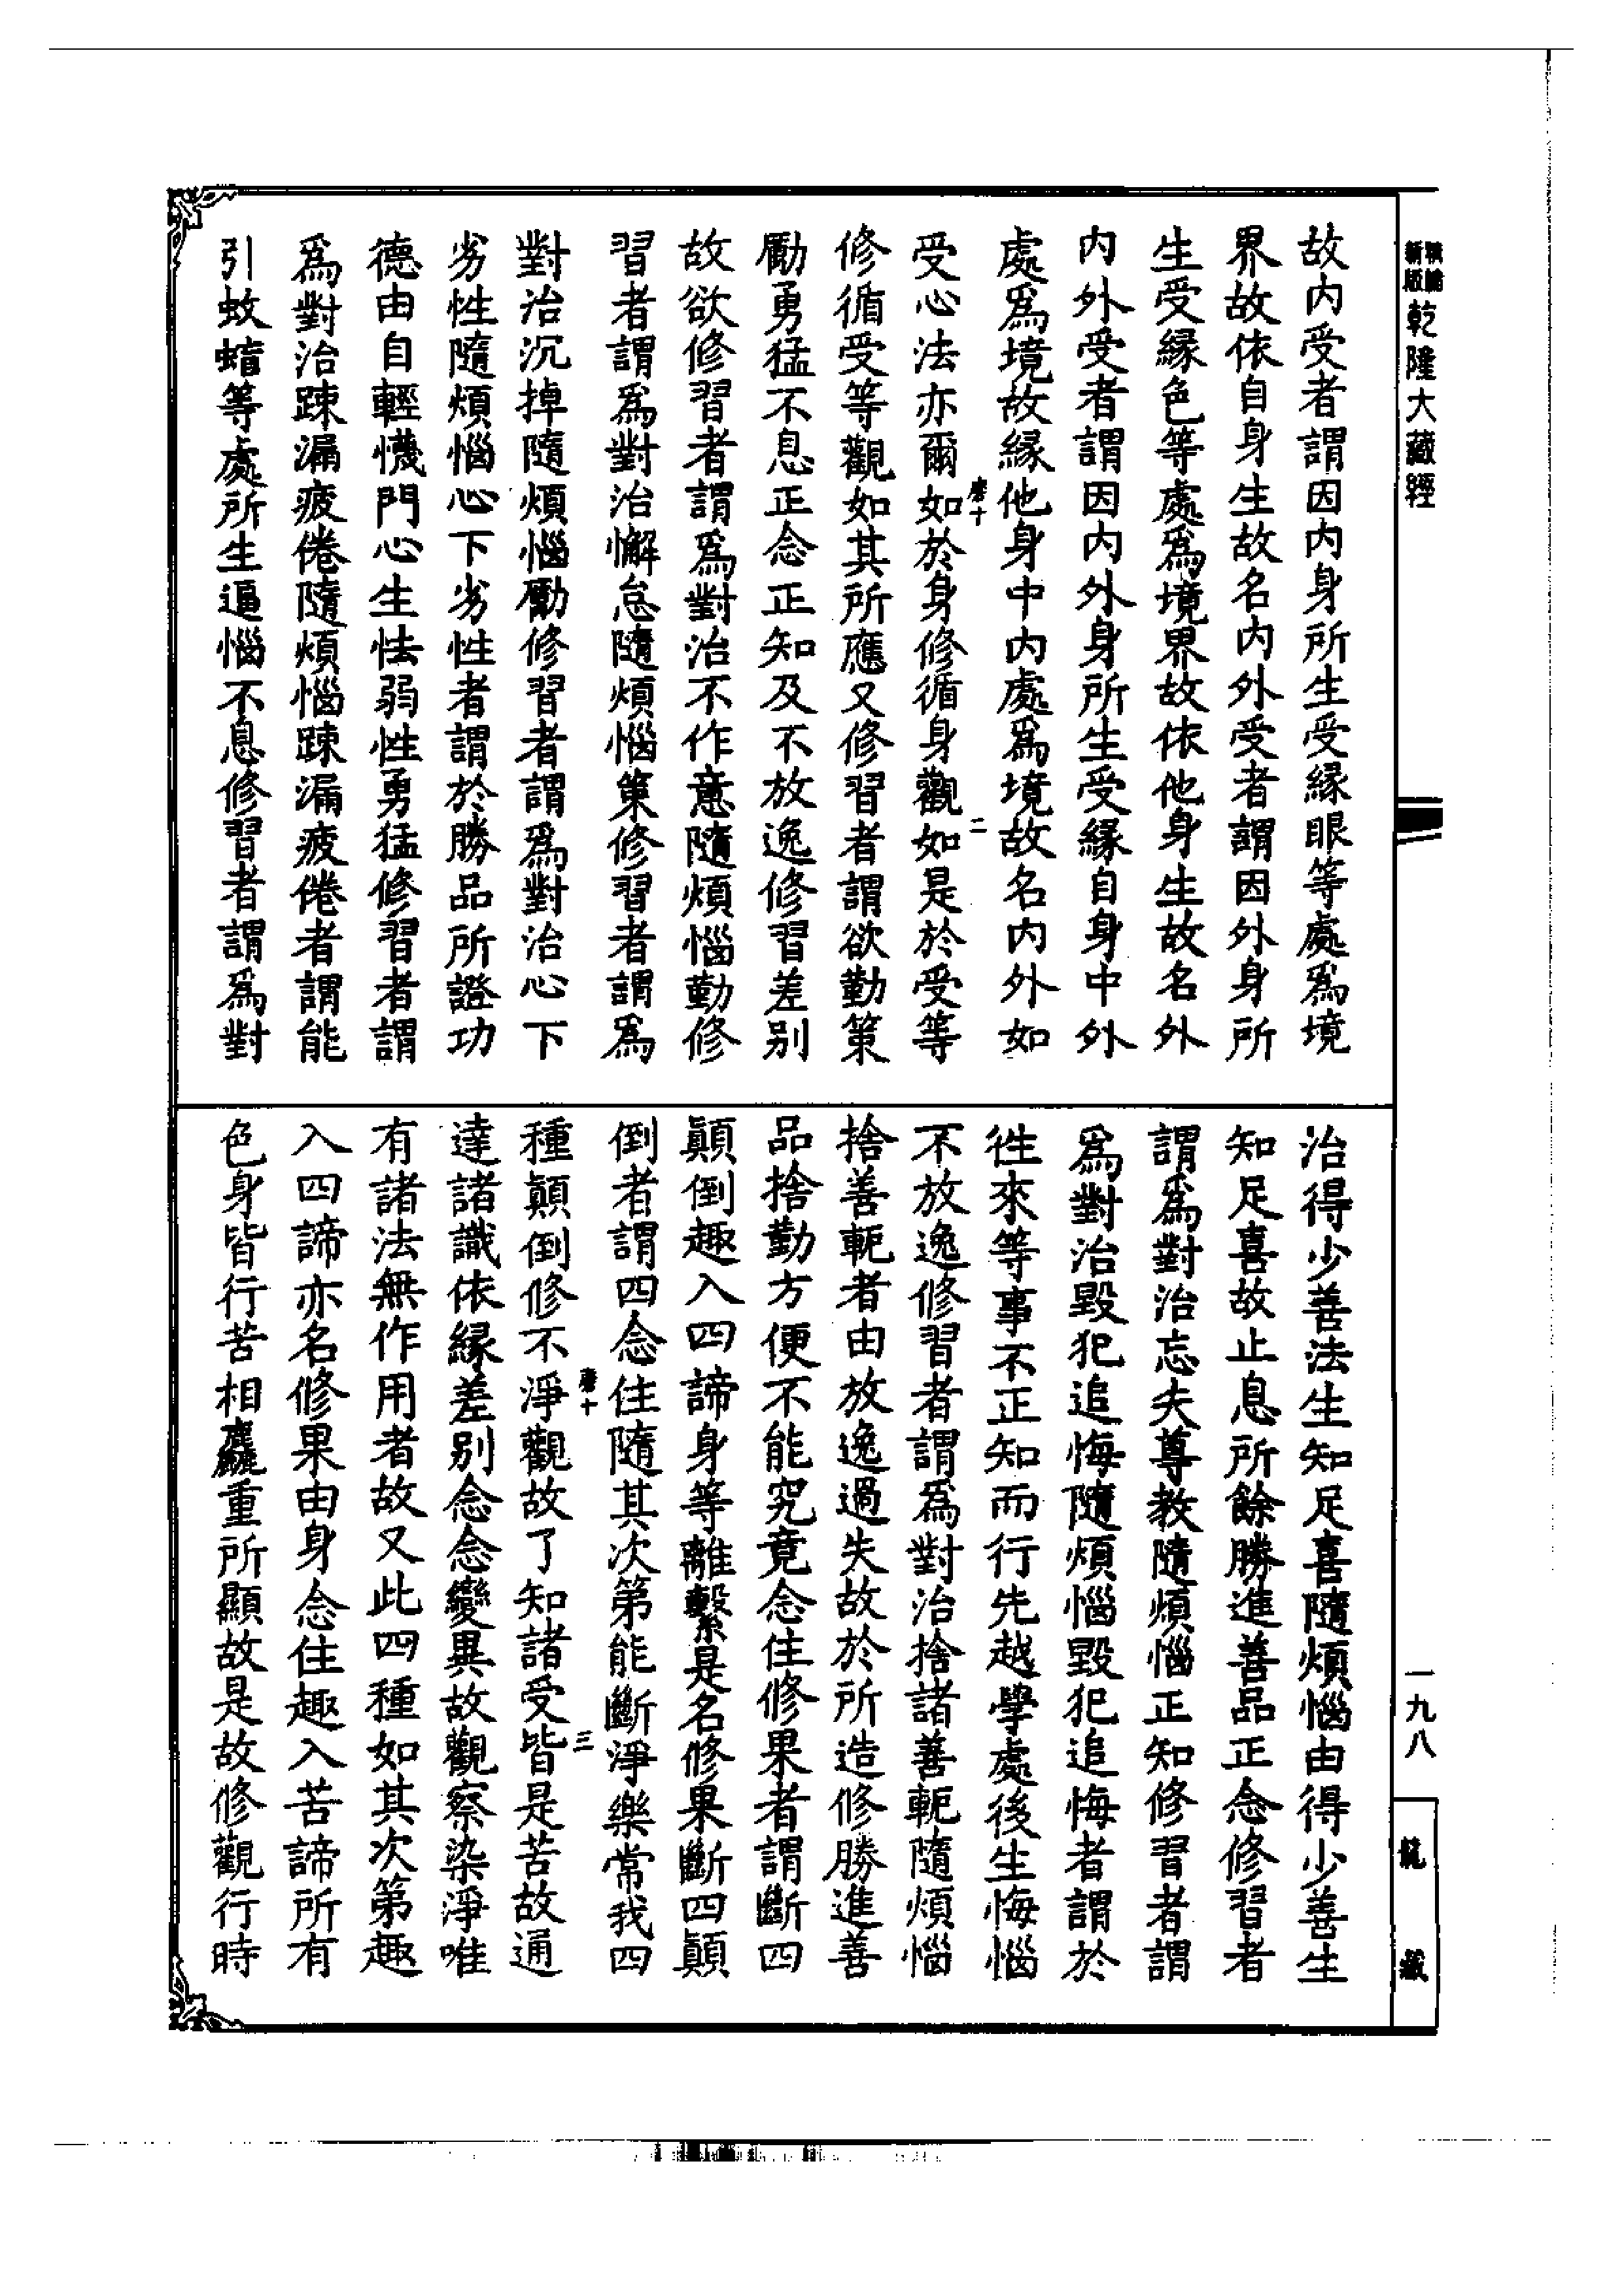 精繪新版乾隆大藏經
一九八
龍藏
故内受者謂因内身所生受緣眼等處爲境
界故依自身生故名内外受者謂因外身所
生受緣色等處爲境界故依他身生故名外
内外受者謂因内外身所生受緣自身中外
處爲境故緣他身中内處爲境故名内外如
受心法亦爾如於身修循身觀如是於受等
修循受等觀如其所應又修習者謂欲勤策
勵勇猛不息正念正知及不放逸修習差别
故欲修習者謂爲對治不作意隨煩惱勤修
習者謂爲對治懈怠隨煩惱策修習者謂爲
對治沉掉隨煩惱勵修習者謂爲對治心下
劣性隨煩惱心下劣性者謂於勝品所證功
德由自輕懱門心生怯弱性勇猛修習者謂
爲對治踈漏疲倦隨煩惱踈漏疲倦者謂能
引蚊蝱等處所生逼惱不息修習者謂爲對
治得少善法生知足喜隨煩惱由得少善生
知足喜故止息所餘勝進善品正念修習者
謂爲對治忘失尊教隨煩惱正知修習者謂
爲對治毀犯追悔隨煩惱毀犯追悔者謂於
徃來等事不正知而行先越學處後生悔惱
不放逸修習者謂爲對治捨諸善軛隨煩惱
捨善軛者由放逸過失故於所造修勝進善
品捨勤方便不能究竟念住修果者謂斷四
顛倒趣入四諦身等離繫是名修果斷四顛
倒者謂四念住隨其次第能斷淨樂常我四
種顛倒修不淨觀故了知諸受皆是苦故通
達諸識依緣差别念念變異故觀察染淨唯
有諸法無作用者故又此四種如其次第趣
入四諦亦名修果由身念住趣入苦諦所有
色身皆行苦相麤重所顯故是故修觀行時
磨十
二
磨十
三